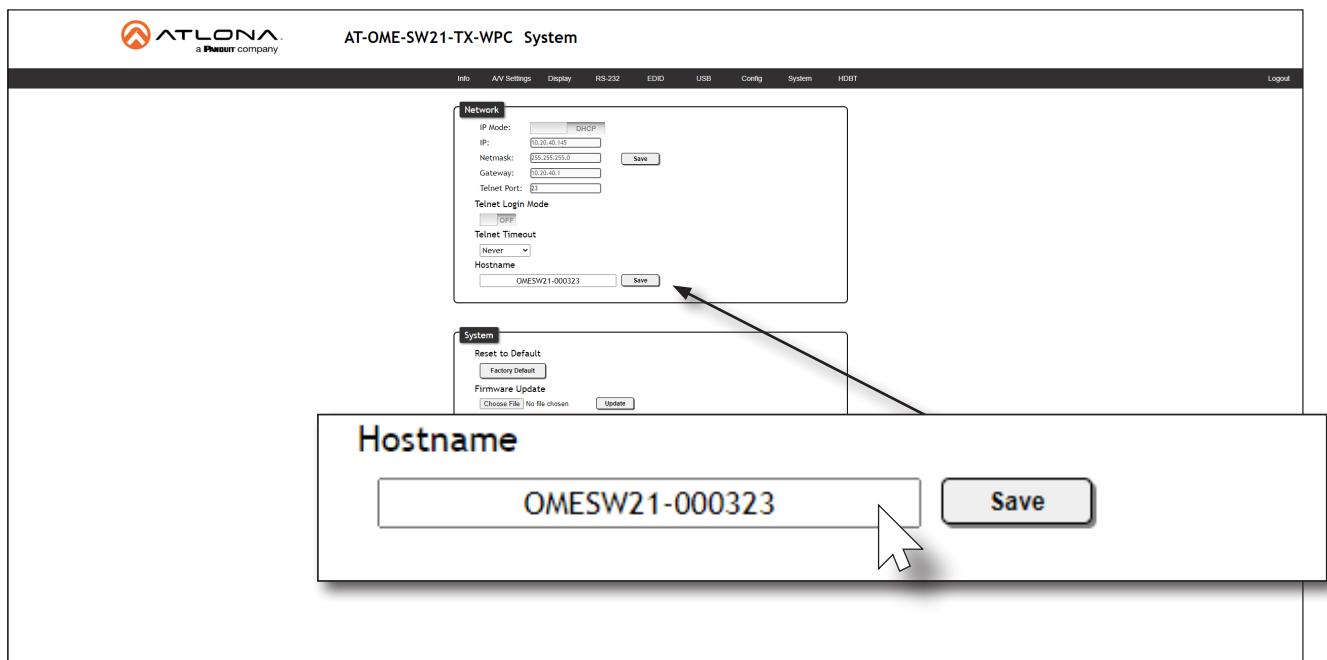 ATLONA.
a PANDUIT company
AT-OME-SW21-TX-WPC System
Info A/V Settings Display RS-232 EDID USB Config System HDBT Logout
Network
IP Mode: DHCP
IP: 10.20.40.145
Netmask: 255.255.255.0 Save
Gateway: 10.20.40.1
Telnet Port: 23
Telnet Login Mode
OFF
Telnet Timeout
Never
Hostname
OMESW21-000323 Save
System
Reset to Default
Factory Default
Firmware Update
Choose File No file chosen Update
Hostname
OMESW21-000323 Save